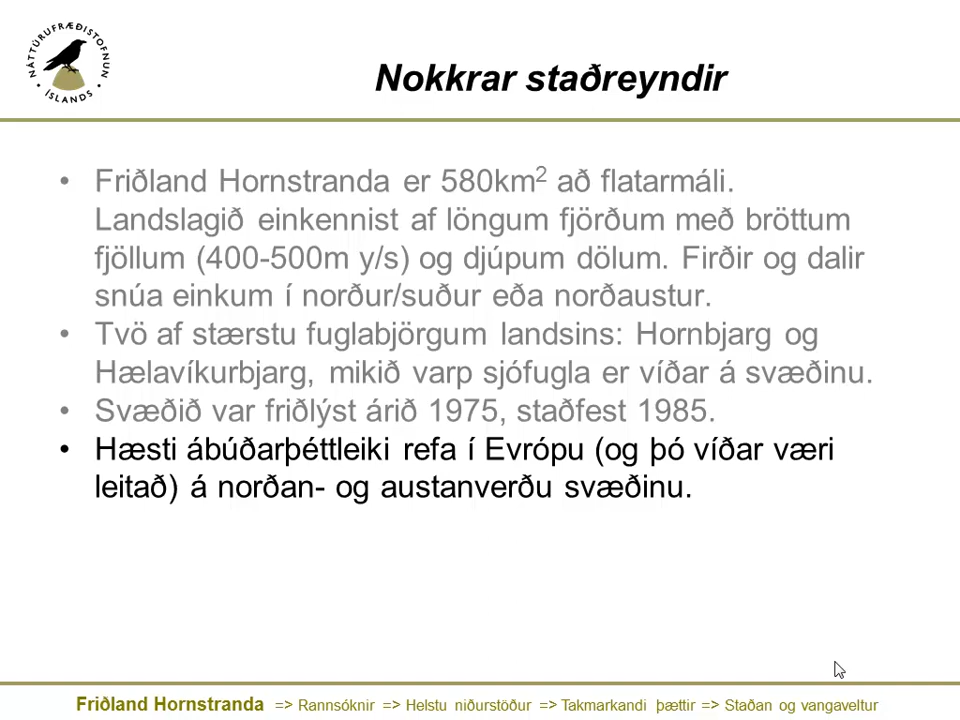 NÁTTÚRUFRÆÐISTOFNUN
• ÍSLANDS •
Nokkrar staðreyndir
• Friðland Hornstranda er 580km² að flatarmáli.
Landslagið einkennist af löngum fjörðum með bröttum
fjöllum (400-500m y/s) og djúpum dölum. Firðir og dalir
snúa einkum í norður/suður eða norðaustur.
• Tvö af stærstu fuglabjörgum landsins: Hornbjarg og
Hælavíkurbjarg, mikið varp sjófugla er víðar á svæðinu.
• Svæðið var friðlýst árið 1975, staðfest 1985.
• Hæsti ábúðarþéttleiki refa í Evrópu (og þó víðar væri
leitað) á norðan- og austanverðu svæðinu.
Friðland Hornstranda => Rannsóknir => Helstu niðurstöður => Takmarkandi þættir => Staðan og vangaveltur